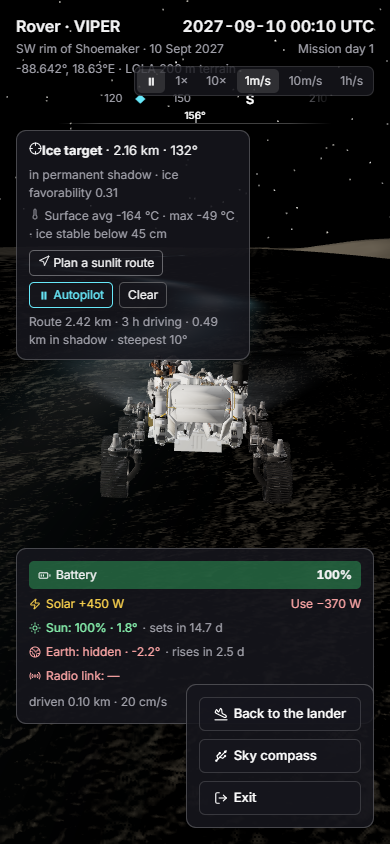 Rover · VIPER
2027-09-10 00:10 UTC
SW rim of Shoemaker · 10 Sept 2027
Mission day 1
-88.642°, 18.63°E · LOLA 200 m terrain
1× 10× 1m/s 10m/s 1h/s
120 150 S 210
156°
Ice target · 2.16 km · 132°
in permanent shadow · ice
favorability 0.31
Surface avg -164 °C · max -49 °C
· ice stable below 45 cm
Plan a sunlit route
Autopilot Clear
Route 2.42 km · 3 h driving · 0.49
km in shadow · steepest 10°
Battery 100%
Solar +450 W Use −370 W
Sun: 100% · 1.8° · sets in 14.7 d
Earth: hidden · -2.2° · rises in 2.5 d
Radio link: —
driven 0.10 km · 20 cm/s
Back to the lander
Sky compass
Exit